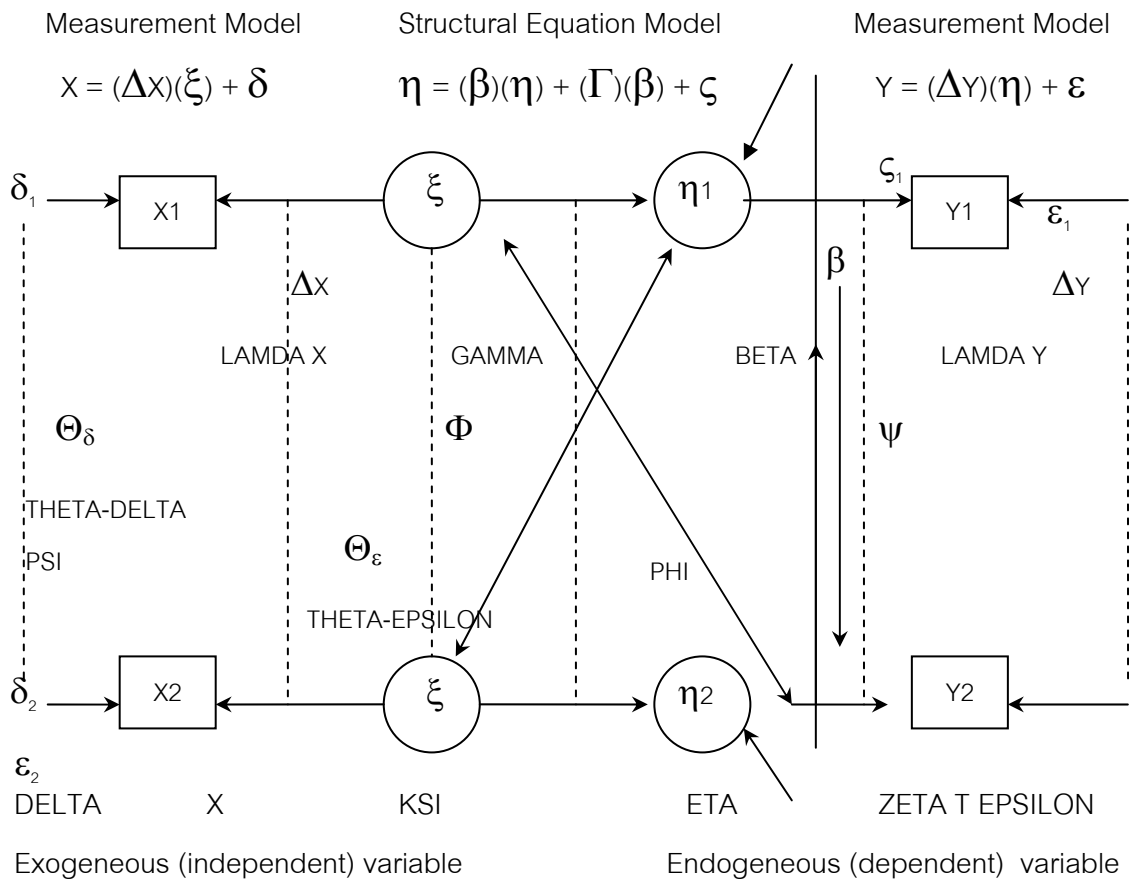 Measurement Model Structural Equation Model Measurement Model
X = (ΔX)(ξ) + δ η = (β)(η) + (Γ)(β) + ς Y = (ΔY)(η) + ε
δ₁ X1 ξ η1 ς₁ Y1 ε₁
ΔX β ΔY
LAMDA X GAMMA BETA LAMDA Y
Θδ Φ ψ
THETA-DELTA
PSI Θε PHI
THETA-EPSILON
δ₂ X2 ξ η2 Y2
ε₂
DELTA X KSI ETA ZETA T EPSILON
Exogeneous (independent) variable Endogeneous (dependent) variable